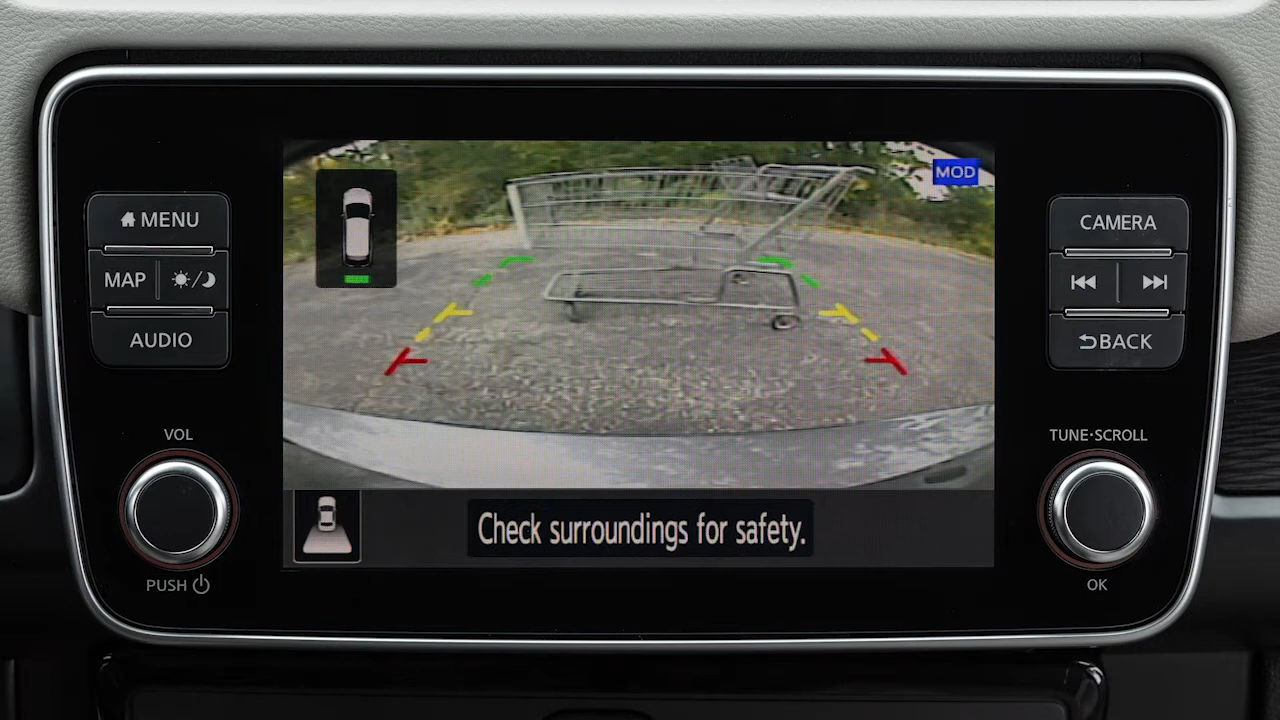 MOD
MENU
MAP
AUDIO
CAMERA
BACK
VOL
TUNE·SCROLL
PUSH
OK
Check surroundings for safety.